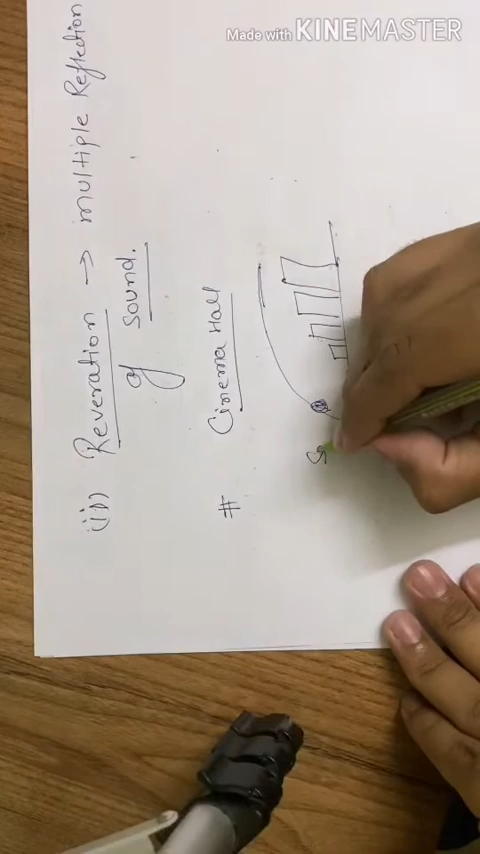 Made with KINEMASTER
(ii) Reveration → multiple Reflection
of sound.
# Cinema Hall
S